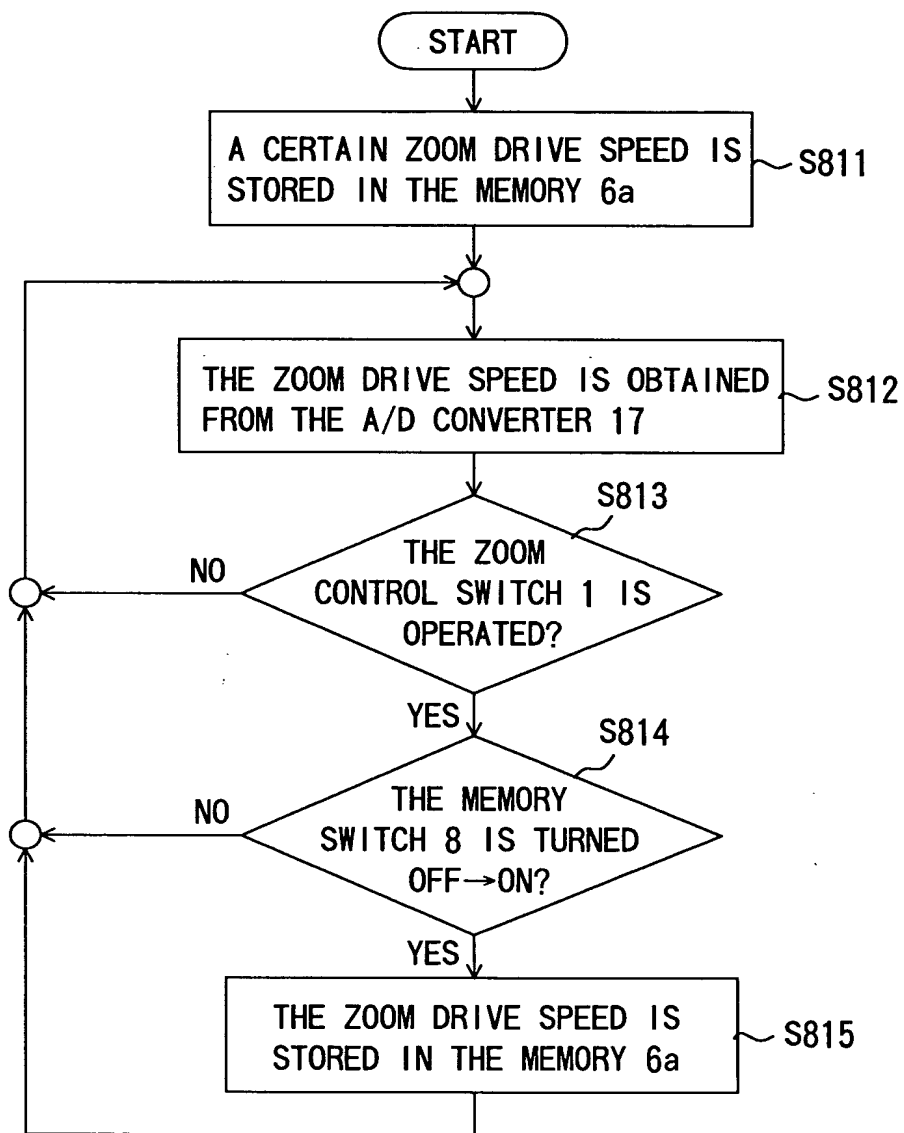 START
A CERTAIN ZOOM DRIVE SPEED IS
STORED IN THE MEMORY 6a
S811
THE ZOOM DRIVE SPEED IS OBTAINED
FROM THE A/D CONVERTER 17
S812
S813
THE ZOOM
CONTROL SWITCH 1 IS
OPERATED?
NO
YES
S814
THE MEMORY
SWITCH 8 IS TURNED
OFF→ON?
NO
YES
THE ZOOM DRIVE SPEED IS
STORED IN THE MEMORY 6a
S815